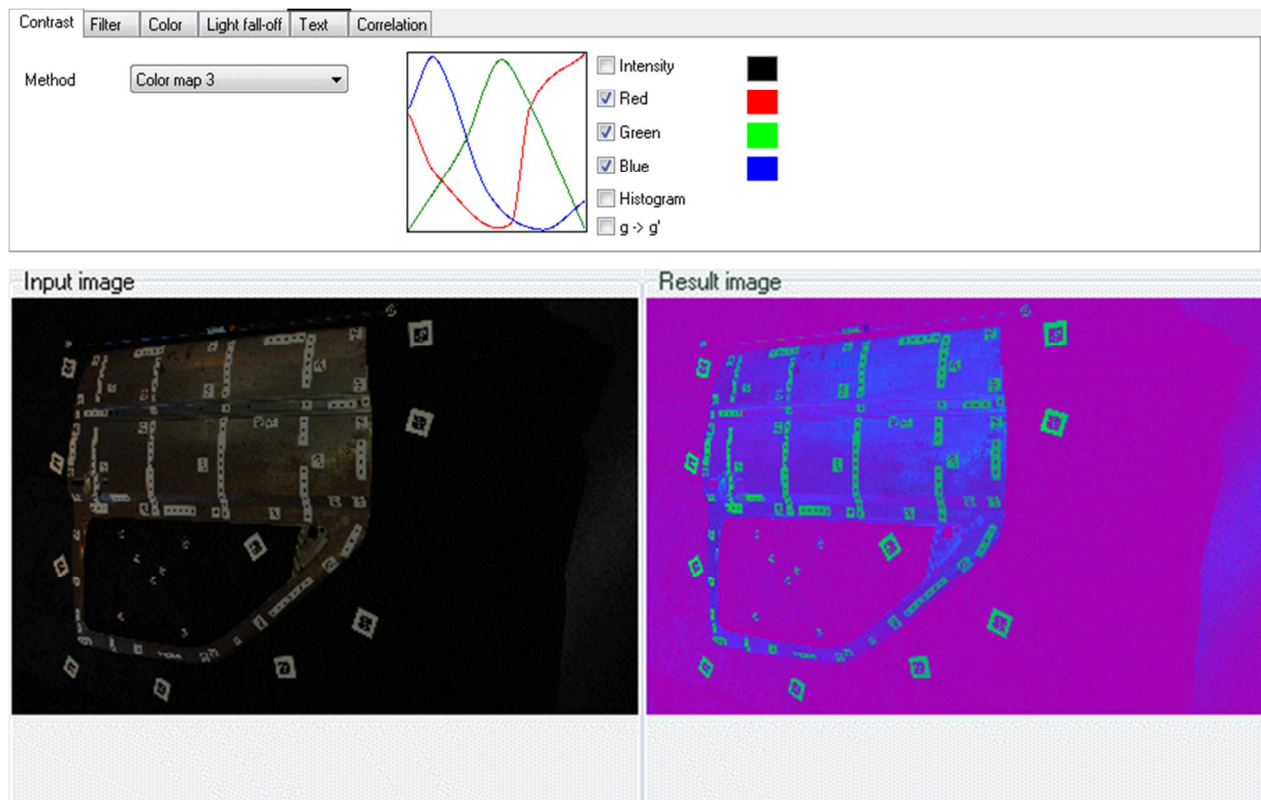 Contrast Filter Color Light fall-off Text Correlation
Method Color map 3
Intensity
Red
Green
Blue
Histogram
g -> g'
Input image Result image